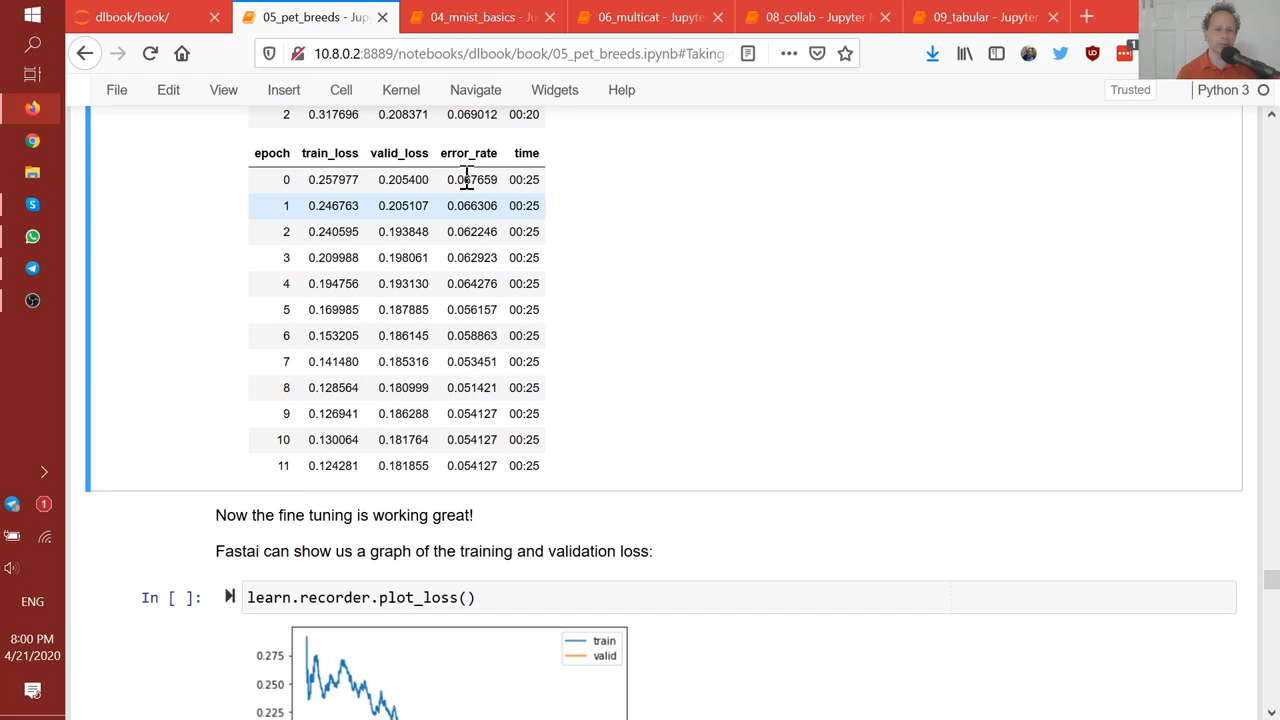 dlbook/book/
05_pet_breeds - Jup
04_mnist_basics - Jup
06_multicat - Jupyter
08_collab - Jupyter N
09_tabular - Jupyter
10.8.0.2:8889/notebooks/dlbook/book/05_pet_breeds.ipynb#Taking-
1
File Edit View Insert Cell Kernel Navigate Widgets Help Trusted Python 3
2 0.317696 0.208371 0.069012 00:20
epoch train_loss valid_loss error_rate time
0 0.257977 0.205400 0.067659 00:25
1 0.246763 0.205107 0.066306 00:25
2 0.240595 0.193848 0.062246 00:25
3 0.209988 0.198061 0.062923 00:25
4 0.194756 0.193130 0.064276 00:25
5 0.169985 0.187885 0.056157 00:25
6 0.153205 0.186145 0.058863 00:25
7 0.141480 0.185316 0.053451 00:25
8 0.128564 0.180999 0.051421 00:25
9 0.126941 0.186288 0.054127 00:25
10 0.130064 0.181764 0.054127 00:25
11 0.124281 0.181855 0.054127 00:25
Now the fine tuning is working great!
Fastai can show us a graph of the training and validation loss:
In [ ]: learn.recorder.plot_loss()
train
valid
0.275
0.250
0.225
1
ENG
8:00 PM
4/21/2020